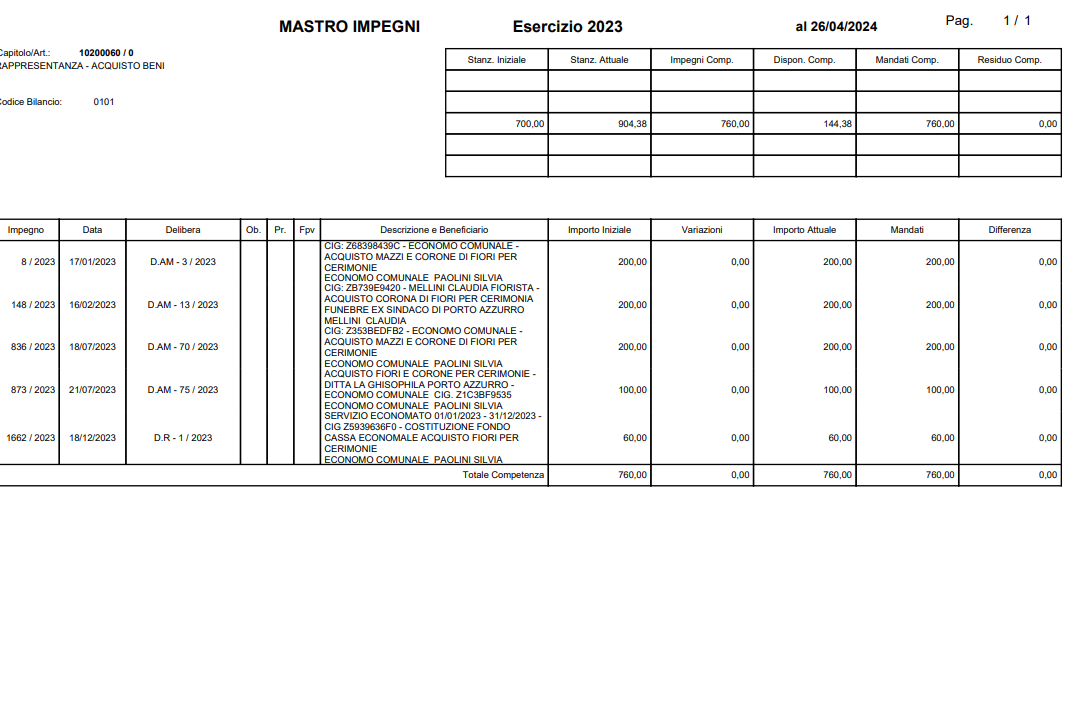 MASTRO IMPEGNI Esercizio 2023 al 26/04/2024 Pag. 1 / 1
Capitolo/Art.: 10200060 / 0
RAPPRESENTANZA - ACQUISTO BENI
Codice Bilancio: 0101
Stanz. Iniziale Stanz. Attuale Impegni Comp. Dispon. Comp. Mandati Comp. Residuo Comp.
700,00 904,38 760,00 144,38 760,00 0,00
Impegno Data Delibera Ob. Pr. Fpv Descrizione e Beneficiario Importo Iniziale Variazioni Importo Attuale Mandati Differenza
CIG: Z68398439C - ECONOMO COMUNALE -
8 / 2023 17/01/2023 D.AM - 3 / 2023 ACQUISTO MAZZI E CORONE DI FIORI PER 200,00 0,00 200,00 200,00 0,00
CERIMONIE
ECONOMO COMUNALE PAOLINI SILVIA
CIG: ZB739E9420 - MELLINI CLAUDIA FIORISTA -
148 / 2023 16/02/2023 D.AM - 13 / 2023 ACQUISTO CORONA DI FIORI PER CERIMONIA 200,00 0,00 200,00 200,00 0,00
FUNEBRE EX SINDACO DI PORTO AZZURRO
MELLINI CLAUDIA
CIG: Z353BEDFB2 - ECONOMO COMUNALE -
836 / 2023 18/07/2023 D.AM - 70 / 2023 ACQUISTO MAZZI E CORONE DI FIORI PER 200,00 0,00 200,00 200,00 0,00
CERIMONIE
ECONOMO COMUNALE PAOLINI SILVIA
ACQUISTO FIORI E CORONE PER CERIMONIE -
873 / 2023 21/07/2023 D.AM - 75 / 2023 DITTA LA GHISOPHILA PORTO AZZURRO - 100,00 0,00 100,00 100,00 0,00
ECONOMO COMUNALE CIG. Z1C3BF9535
ECONOMO COMUNALE PAOLINI SILVIA
SERVIZIO ECONOMATO 01/01/2023 - 31/12/2023 -
CIG Z5939636F0 - COSTITUZIONE FONDO
1662 / 2023 18/12/2023 D.R - 1 / 2023 CASSA ECONOMALE ACQUISTO FIORI PER 60,00 0,00 60,00 60,00 0,00
CERIMONIE
ECONOMO COMUNALE PAOLINI SILVIA
Totale Competenza 760,00 0,00 760,00 760,00 0,00